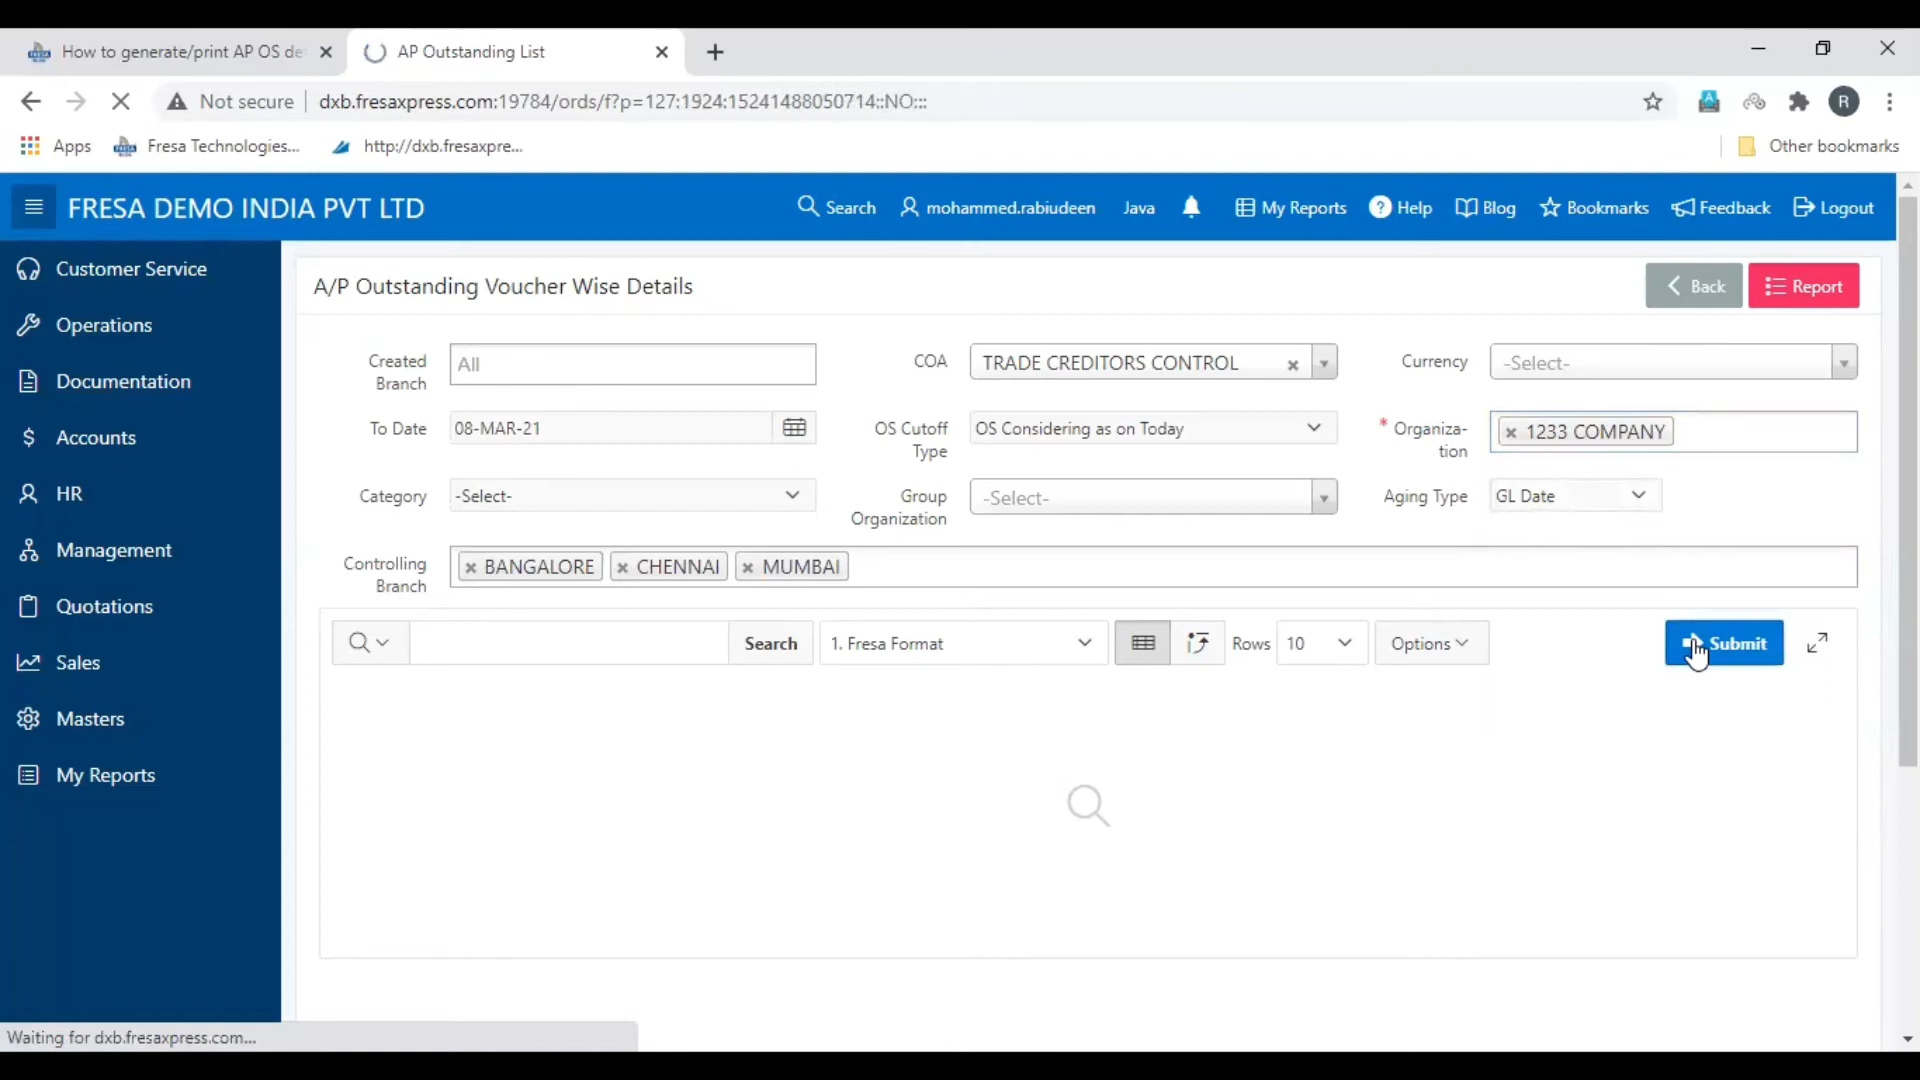 How to generate/print AP OS de
AP Outstanding List
Not secure
dxb.fresaxpress.com:19784/ords/f?p=127:1924:15241488050714::NO:::
R
Apps
Fresa Technologies...
http://dxb.fresaxpre...
Other bookmarks
FRESA DEMO INDIA PVT LTD
Search
mohammed.rabiudeen
Java
My Reports
Help
Blog
Bookmarks
Feedback
Logout
Customer Service
Operations
Documentation
Accounts
HR
Management
Quotations
Sales
Masters
My Reports
A/P Outstanding Voucher Wise Details
Back
Report
Created
Branch
All
COA
TRADE CREDITORS CONTROL
Currency
-Select-
To Date
08-MAR-21
OS Cutoff
Type
OS Considering as on Today
* Organiza-
tion
1233 COMPANY
Category
-Select-
Group
Organization
-Select-
Aging Type
GL Date
Controlling
Branch
BANGALORE
CHENNAI
MUMBAI
Search
1. Fresa Format
Rows
10
Options
Submit
Waiting for dxb.fresaxpress.com...